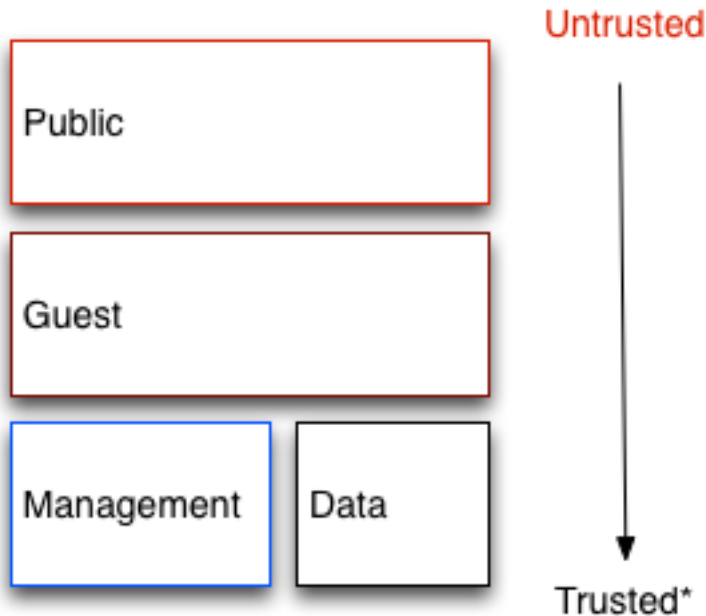 Untrusted
Public
Guest
Management
Data
Trusted*